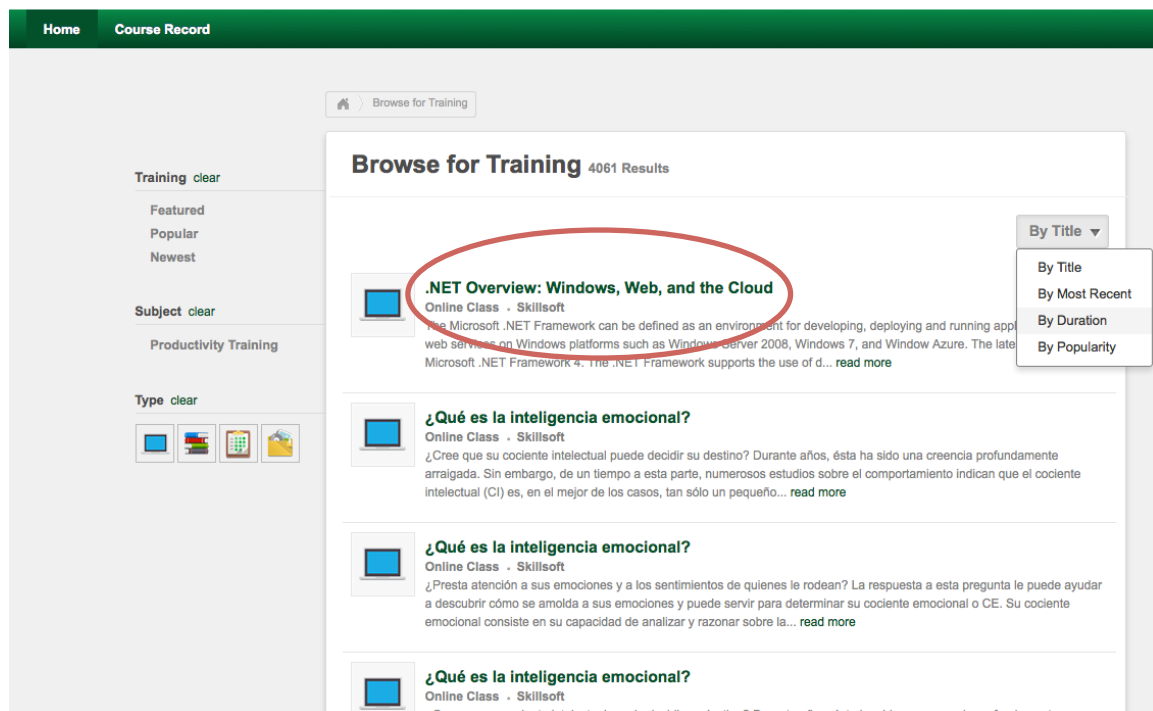 Home Course Record
Browse for Training
Browse for Training 4061 Results
Training clear
Featured
Popular
Newest
Subject clear
Productivity Training
Type clear
By Title
By Title
By Most Recent
By Duration
By Popularity
.NET Overview: Windows, Web, and the Cloud
Online Class • Skillsoft
The Microsoft .NET Framework can be defined as an environment for developing, deploying and running appl
web services on Windows platforms such as Windows Server 2008, Windows 7, and Window Azure. The late
Microsoft .NET Framework 4. The .NET Framework supports the use of d... read more
¿Qué es la inteligencia emocional?
Online Class • Skillsoft
¿Cree que su cociente intelectual puede decidir su destino? Durante años, ésta ha sido una creencia profundamente
arraigada. Sin embargo, de un tiempo a esta parte, numerosos estudios sobre el comportamiento indican que el cociente
intelectual (CI) es, en el mejor de los casos, tan sólo un pequeño... read more
¿Qué es la inteligencia emocional?
Online Class • Skillsoft
¿Presta atención a sus emociones y a los sentimientos de quienes le rodean? La respuesta a esta pregunta le puede ayudar
a descubrir cómo se amolda a sus emociones y puede servir para determinar su cociente emocional o CE. Su cociente
emocional consiste en su capacidad de analizar y razonar sobre la... read more
¿Qué es la inteligencia emocional?
Online Class • Skillsoft